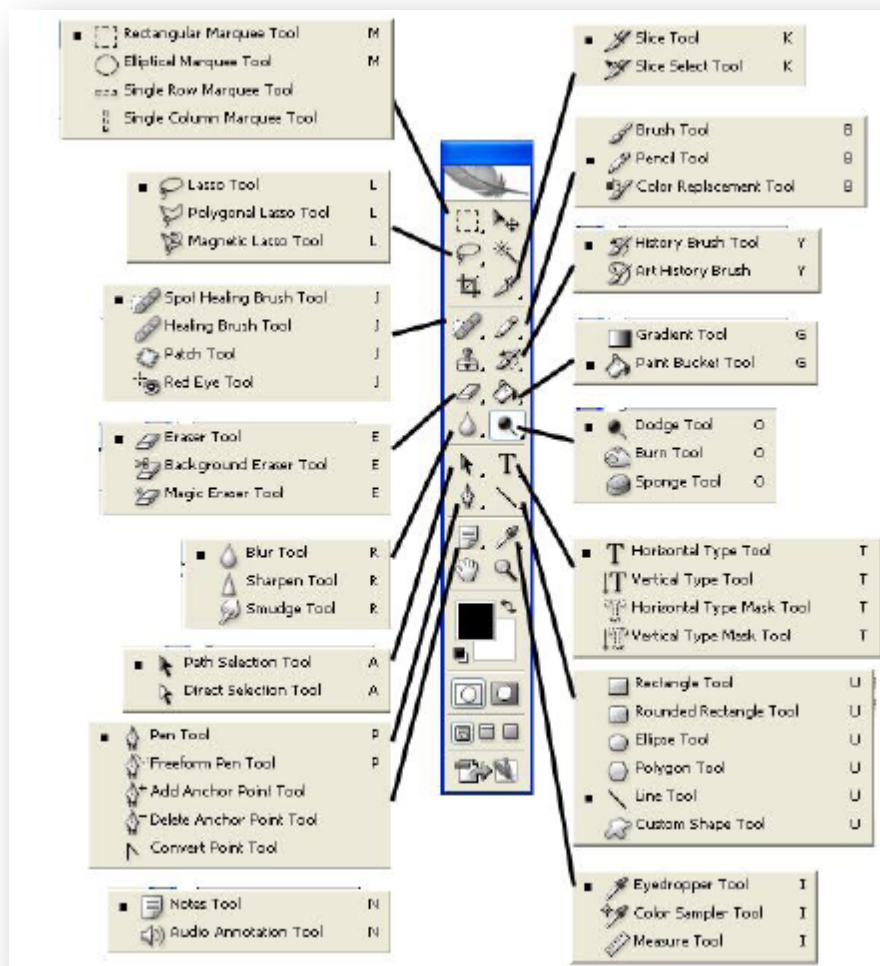 Rectangular Marquee Tool M
Elliptical Marquee Tool M
Single Row Marquee Tool
Single Column Marquee Tool
Lasso Tool L
Polygonal Lasso Tool L
Magnetic Lasso Tool L
Spot Healing Brush Tool J
Healing Brush Tool J
Patch Tool J
Red Eye Tool J
Eraser Tool E
Background Eraser Tool E
Magic Eraser Tool E
Blur Tool R
Sharpen Tool R
Smudge Tool R
Path Selection Tool A
Direct Selection Tool A
Pen Tool P
Freeform Pen Tool P
Add Anchor Point Tool
Delete Anchor Point Tool
Convert Point Tool
Notes Tool N
Audio Annotation Tool N
Slice Tool K
Slice Select Tool K
Brush Tool B
Pencil Tool B
Color Replacement Tool B
History Brush Tool Y
Art History Brush Y
Gradient Tool G
Paint Bucket Tool G
Dodge Tool O
Burn Tool O
Sponge Tool O
Horizontal Type Tool T
Vertical Type Tool T
Horizontal Type Mask Tool T
Vertical Type Mask Tool T
Rectangle Tool U
Rounded Rectangle Tool U
Ellipse Tool U
Polygon Tool U
Line Tool U
Custom Shape Tool U
Eyedropper Tool I
Color Sampler Tool I
Measure Tool I